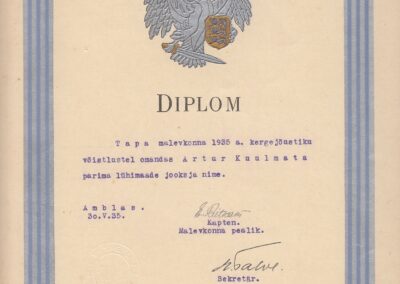 DIPLOM
Tapa malevkonna 1935 a. kergejõustiku
võistlustel omandas Artur Kuulmata
parima lühimaade jooksja nime.
Amblas.
30.V.35.
Kapten.
Malevkonna pealik.
Sekretär.